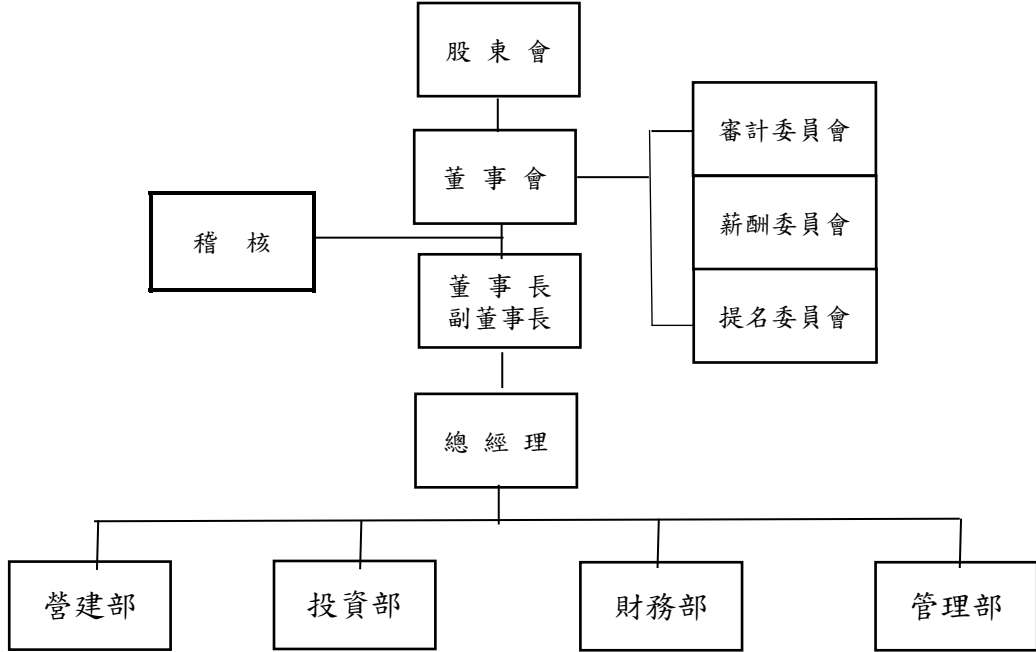 股東會
董事會
審計委員會
薪酬委員會
提名委員會
稽核
董事長
副董事長
總經理
營建部
投資部
財務部
管理部